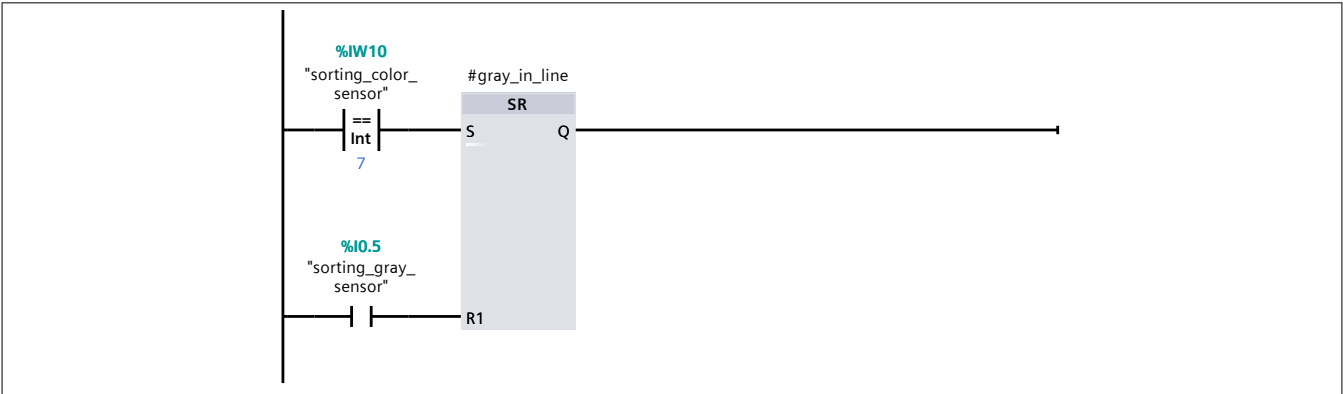 %IW10
"sorting_color_
sensor"
==
Int
7
#gray_in_line
SR
S
Q
%I0.5
"sorting_gray_
sensor"
R1